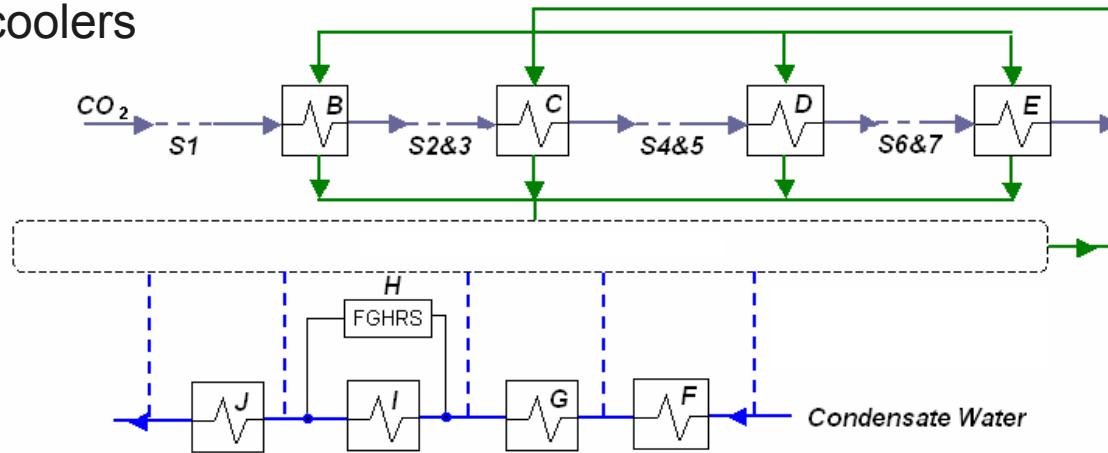 coolers
CO2
B
C
D
E
S1
S2&3
S4&5
S6&7
H
FGHRS
J
I
G
F
Condensate Water